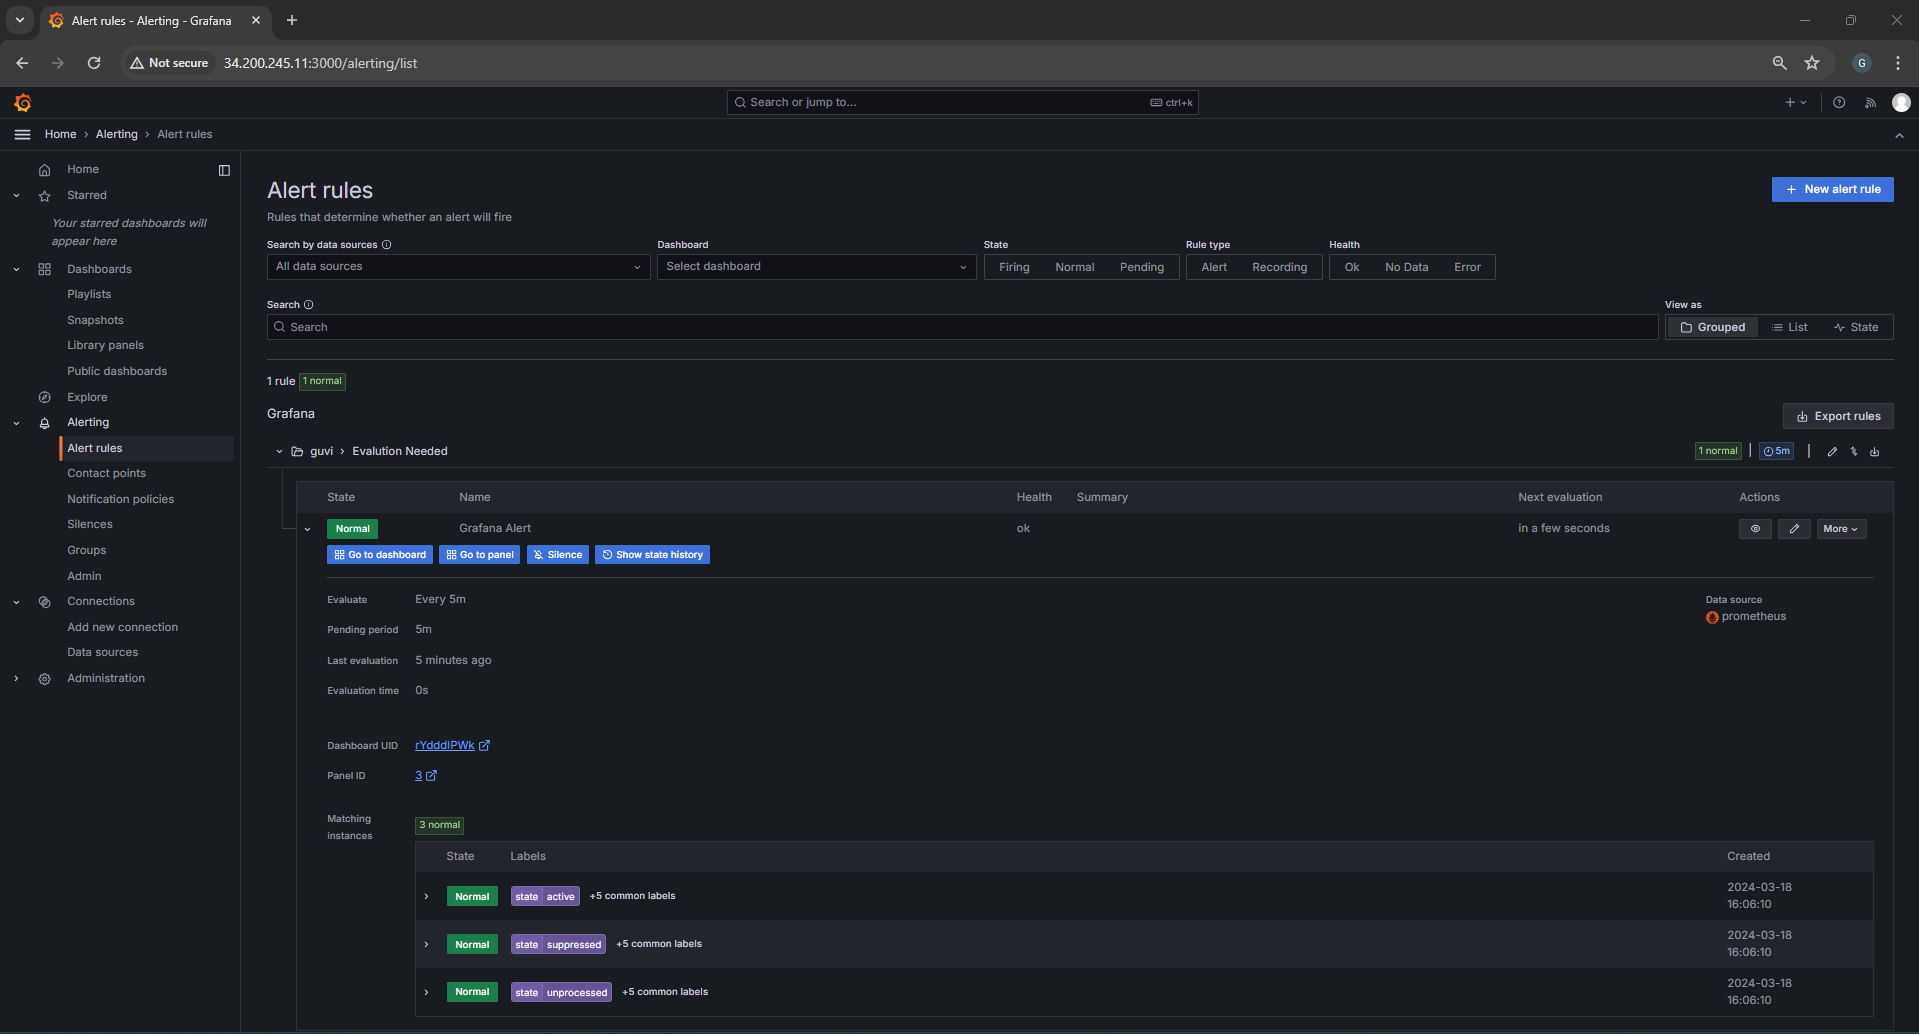 Alert rules - Alerting - Grafana
Not secure 34.200.245.11:3000/alerting/list
G
Search or jump to... ctrl+k
Home › Alerting › Alert rules
Home
Starred
Your starred dashboards will
appear here
Dashboards
Playlists
Snapshots
Library panels
Public dashboards
Explore
Alerting
Alert rules
Contact points
Notification policies
Silences
Groups
Admin
Connections
Add new connection
Data sources
Administration
Alert rules
New alert rule
Rules that determine whether an alert will fire
Search by data sources Dashboard State Rule type Health
All data sources Select dashboard Firing Normal Pending Alert Recording Ok No Data Error
Search View as
Search Grouped List State
1 rule 1 normal
Grafana
Export rules
guvi › Evalution Needed 1 normal | 5m |
State Name Health Summary Next evaluation Actions
Normal Grafana Alert ok in a few seconds More
Go to dashboard Go to panel Silence Show state history
Evaluate Every 5m
Data source
prometheus
Pending period 5m
Last evaluation 5 minutes ago
Evaluation time 0s
Dashboard UID rYdddlPWk
Panel ID 3
Matching
instances
3 normal
State Labels Created
Normal state active +5 common labels 2024-03-18
16:06:10
Normal state suppressed +5 common labels 2024-03-18
16:06:10
Normal state unprocessed +5 common labels 2024-03-18
16:06:10